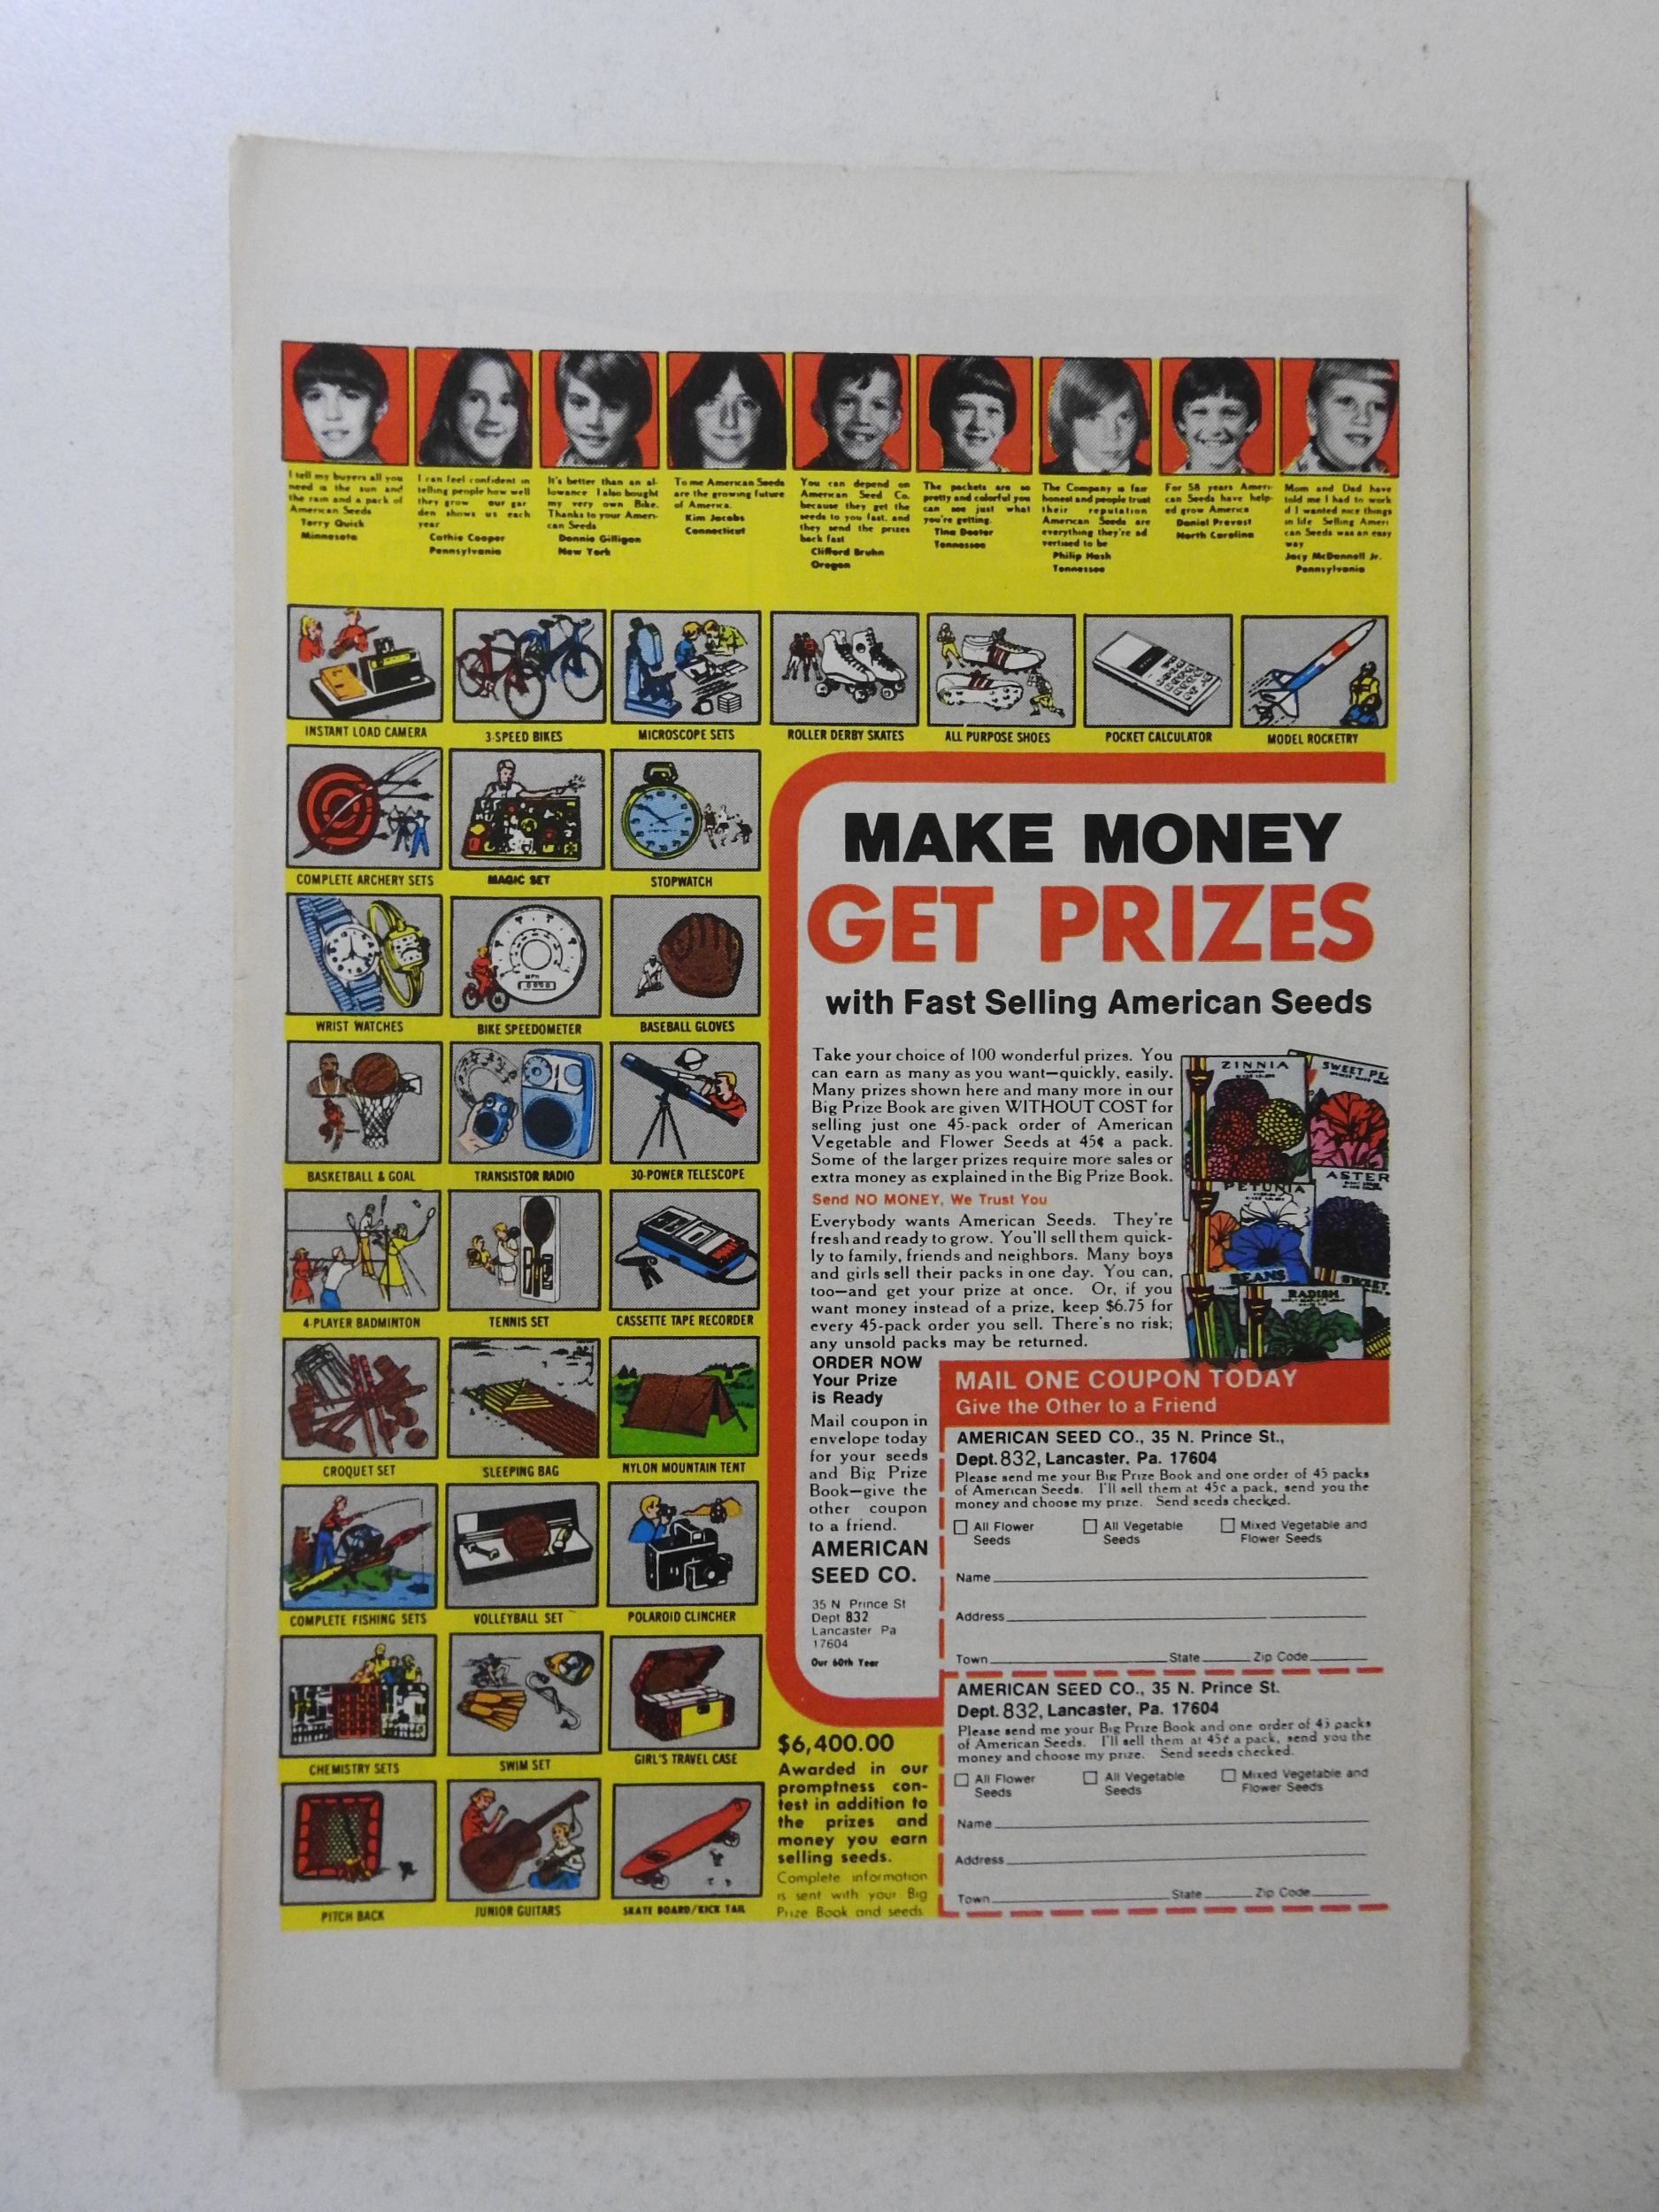 I tell my buyers all you
need is the sun and
the rain and a pack of
American Seeds
Terry Quick
Minnesota
I can feel confident in
telling people how well
they grow our gar
den shows us each
year
Cathie Cooper
Pennsylvania
It's better than an al-
lowance I also bought
my very own Bike.
Thanks to your Ameri-
can Seeds
Donnie Gilligan
New York
To me American Seeds
are the growing future
of America.
Kim Jacobs
Connecticut
You can depend on
American Seed Co.
because they get the
seeds to you fast. and
they send the prizes
back fast
Clifford Bruhn
Oregon
The packets are so
pretty and colorful you
can see just what
you're getting.
Tina Deeter
Tennessee
The Company is fair
honest and people trust
their reputation
American Seeds are
everything they're ad
vertised to be
Philip Hash
Tennessee
For 58 years Ameri-
can Seeds have help-
ed grow America
Daniel Prevost
North Carolina
Mom and Dad have
told me I had to work
if I wanted nice things
in life Selling Ameri
can Seeds was an easy
way
Jacy McDonnell Jr.
Pennsylvania
INSTANT LOAD CAMERA
3-SPEED BIKES
MICROSCOPE SETS
ROLLER DERBY SKATES
ALL PURPOSE SHOES
POCKET CALCULATOR
MODEL ROCKETRY
COMPLETE ARCHERY SETS
MAGIC SET
STOPWATCH
WRIST WATCHES
MPH
BIKE SPEEDOMETER
BASEBALL GLOVES
BASKETBALL & GOAL
TRANSISTOR RADIO
30-POWER TELESCOPE
4-PLAYER BADMINTON
TENNIS SET
CASSETTE TAPE RECORDER
CROQUET SET
SLEEPING BAG
NYLON MOUNTAIN TENT
COMPLETE FISHING SETS
VOLLEYBALL SET
POLAROID CLINCHER
CHEMISTRY SETS
SWIM SET
GIRL'S TRAVEL CASE
PITCH BACK
JUNIOR GUITARS
SKATE BOARD/KICK TAIL
MAKE MONEY
GET PRIZES
with Fast Selling American Seeds
Take your choice of 100 wonderful prizes. You
can earn as many as you want—quickly, easily.
Many prizes shown here and many more in our
Big Prize Book are given WITHOUT COST for
selling just one 45-pack order of American
Vegetable and Flower Seeds at 45¢ a pack.
Some of the larger prizes require more sales or
extra money as explained in the Big Prize Book.
Send NO MONEY, We Trust You
Everybody wants American Seeds. They're
fresh and ready to grow. You'll sell them quick-
ly to family, friends and neighbors. Many boys
and girls sell their packs in one day. You can,
too—and get your prize at once. Or, if you
want money instead of a prize, keep $6.75 for
every 45-pack order you sell. There's no risk;
any unsold packs may be returned.
ZINNIA
SWEET PE
ASTER
PETUNIA
BEANS
SWEET
RADISH
ORDER NOW
Your Prize
is Ready
Mail coupon in
envelope today
for your seeds
and Big Prize
Book—give the
other coupon
to a friend.
AMERICAN
SEED CO.
35 N Prince St
Dept 832
Lancaster Pa
17604
Our 60th Year
$6,400.00
Awarded in our
promptness con-
test in addition to
the prizes and
money you earn
selling seeds.
Complete information
is sent with your Big
Prize Book and seeds
MAIL ONE COUPON TODAY
Give the Other to a Friend
AMERICAN SEED CO., 35 N. Prince St.,
Dept. 832, Lancaster, Pa. 17604
Please send me your Big Prize Book and one order of 45 packs
of American Seeds. I'll sell them at 45¢ a pack, send you the
money and choose my prize. Send seeds checked.
All Flower Seeds
All Vegetable Seeds
Mixed Vegetable and Flower Seeds
Name
Address
Town State Zip Code
AMERICAN SEED CO., 35 N. Prince St.
Dept. 832, Lancaster, Pa. 17604
Please send me your Big Prize Book and one order of 45 packs
of American Seeds. I'll sell them at 45¢ a pack, send you the
money and choose my prize. Send seeds checked.
All Flower Seeds
All Vegetable Seeds
Mixed Vegetable and Flower Seeds
Name
Address
Town State Zip Code